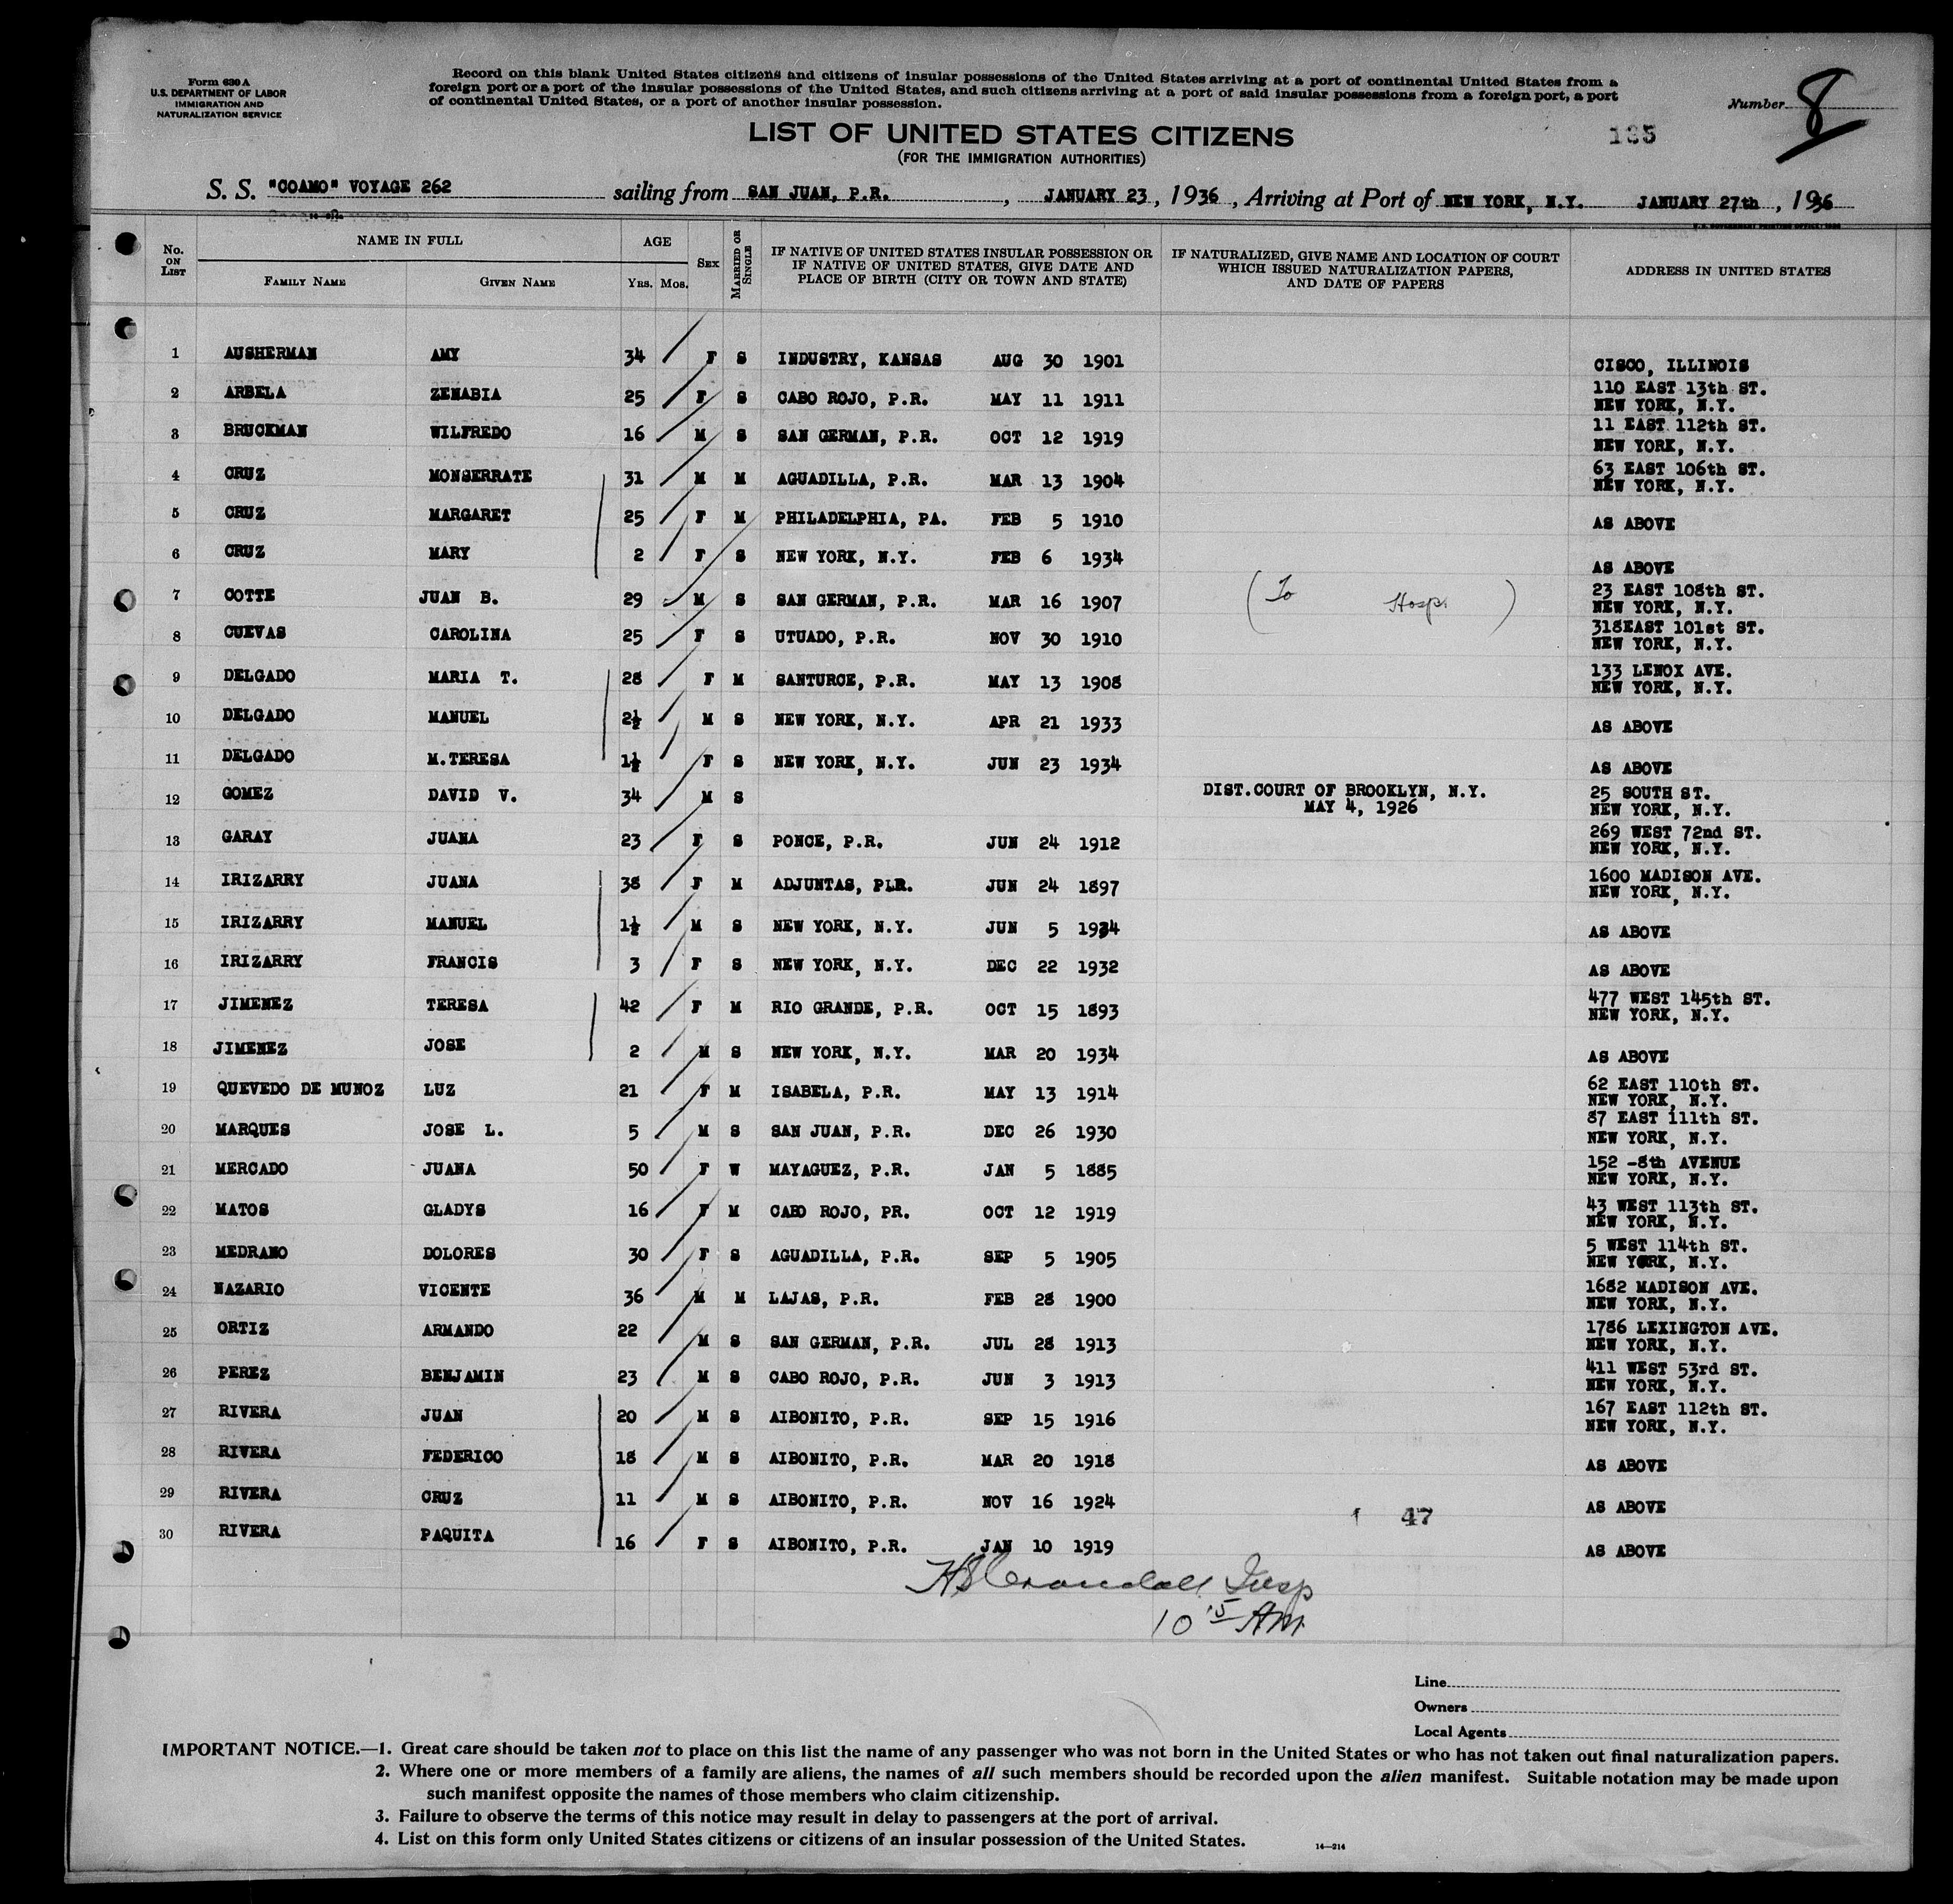 Form 630 A
U.S. DEPARTMENT OF LABOR
IMMIGRATION AND
NATURALIZATION SERVICE
Record on this blank United States citizens and citizens of insular possessions of the United States arriving at a port of continental United States from a
foreign port or a port of the insular possessions of the United States, and such citizens arriving at a port of said insular possessions from a foreign port, a port
of continental United States, or a port of another insular possession.
Number 8
LIST OF UNITED STATES CITIZENS
185
(FOR THE IMMIGRATION AUTHORITIES)
S. S. "COAMO" VOYAGE 262 sailing from SAN JUAN, P.R. , JANUARY 23, 1936, Arriving at Port of NEW YORK, N.Y. JANUARY 27th, 1936
No. ON LIST
NAME IN FULL
FAMILY NAME GIVEN NAME
AGE
YRS. MOS.
SEX
MARRIED OR SINGLE
IF NATIVE OF UNITED STATES INSULAR POSSESSION OR
IF NATIVE OF UNITED STATES, GIVE DATE AND
PLACE OF BIRTH (CITY OR TOWN AND STATE)
IF NATURALIZED, GIVE NAME AND LOCATION OF COURT
WHICH ISSUED NATURALIZATION PAPERS,
AND DATE OF PAPERS
ADDRESS IN UNITED STATES
1 AUSHERMAN AMY 34 F S INDUSTRY, KANSAS AUG 30 1901 CISCO, ILLINOIS
2 ARBELA ZENABIA 25 F S CABO ROJO, P.R. MAY 11 1911 110 EAST 13th ST.
NEW YORK, N.Y.
3 BRUCKMAN WILFREDO 16 M S SAN GERMAN, P.R. OCT 12 1919 11 EAST 112th ST.
NEW YORK, N.Y.
4 CRUZ MONSERRATE 31 M M AGUADILLA, P.R. MAR 13 1904 63 EAST 106th ST.
NEW YORK, N.Y.
5 CRUZ MARGARET 25 F M PHILADELPHIA, PA. FEB 5 1910 AS ABOVE
6 CRUZ MARY 2 F S NEW YORK, N.Y. FEB 6 1934 AS ABOVE
7 COTTE JUAN B. 29 M S SAN GERMAN, P.R. MAR 16 1907 (To Hosp.) 23 EAST 108th ST.
NEW YORK, N.Y.
8 CUEVAS CAROLINA 25 F S UTUADO, P.R. NOV 30 1910 318EAST 101st ST.
NEW YORK, N.Y.
9 DELGADO MARIA T. 28 F M SANTURCE, P.R. MAY 13 1908 133 LENOX AVE.
NEW YORK, N.Y.
10 DELGADO MANUEL 2½ M S NEW YORK, N.Y. APR 21 1933 AS ABOVE
11 DELGADO M.TERESA 1½ F S NEW YORK, N.Y. JUN 23 1934 AS ABOVE
12 GOMEZ DAVID V. 34 M S DIST.COURT OF BROOKLYN, N.Y. 25 SOUTH ST.
MAY 4, 1926 NEW YORK, N.Y.
13 GARAY JUANA 23 F S PONCE, P.R. JUN 24 1912 269 WEST 72nd ST.
NEW YORK, N.Y.
14 IRIZARRY JUANA 38 F M ADJUNTAS, PLR. JUN 24 1897 1600 MADISON AVE.
NEW YORK, N.Y.
15 IRIZARRY MANUEL 1½ M S NEW YORK, N.Y. JUN 5 1934 AS ABOVE
16 IRIZARRY FRANCIS 3 F S NEW YORK, N.Y. DEC 22 1932 AS ABOVE
17 JIMENEZ TERESA 42 F M RIO GRANDE, P.R. OCT 15 1893 477 WEST 145th ST.
NEW YORK, N.Y.
18 JIMENEZ JOSE 2 M S NEW YORK, N.Y. MAR 20 1934 AS ABOVE
19 QUEVEDO DE MUNOZ LUZ 21 F M ISABELA, P.R. MAY 13 1914 62 EAST 110th ST.
NEW YORK, N.Y.
20 MARQUES JOSE L. 5 M S SAN JUAN, P.R. DEC 26 1930 87 EAST 111th ST.
NEW YORK, N.Y.
21 MERCADO JUANA 50 F W MAYAGUEZ, P.R. JAN 5 1885 152 -8th AVENUE
NEW YORK, N.Y.
22 MATOS GLADYS 16 F M CABO ROJO, PR. OCT 12 1919 43 WEST 113th ST.
NEW YORK, N.Y.
23 MEDRANO DOLORES 30 F S AGUADILLA, P.R. SEP 5 1905 5 WEST 114th ST.
NEW YORK, N.Y.
24 NAZARIO VICENTE 36 M M LAJAS, P.R. FEB 28 1900 1682 MADISON AVE.
NEW YORK, N.Y.
25 ORTIZ ARMANDO 22 M S SAN GERMAN, P.R. JUL 28 1913 1786 LEXINGTON AVE.
NEW YORK, N.Y.
26 PEREZ BENJAMIN 23 M S CABO ROJO, P.R. JUN 3 1913 411 WEST 53rd ST.
NEW YORK, N.Y.
27 RIVERA JUAN 20 M S AIBONITO, P.R. SEP 15 1916 167 EAST 112th ST.
NEW YORK, N.Y.
28 RIVERA FEDERICO 18 M S AIBONITO, P.R. MAR 20 1918 AS ABOVE
29 RIVERA CRUZ 11 M S AIBONITO, P.R. NOV 16 1924 AS ABOVE
47
30 RIVERA PAQUITA 16 F S AIBONITO, P.R. JAN 10 1919 AS ABOVE
HS Crandall Insp
10 15 AM
Line
Owners
Local Agents
IMPORTANT NOTICE.—1. Great care should be taken not to place on this list the name of any passenger who was not born in the United States or who has not taken out final naturalization papers.
2. Where one or more members of a family are aliens, the names of all such members should be recorded upon the alien manifest. Suitable notation may be made upon
such manifest opposite the names of those members who claim citizenship.
3. Failure to observe the terms of this notice may result in delay to passengers at the port of arrival.
4. List on this form only United States citizens or citizens of an insular possession of the United States.
14—214